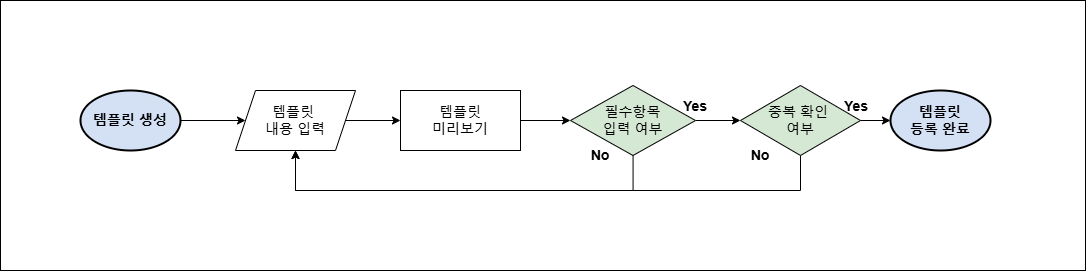 템플릿 생성
템플릿
내용 입력
템플릿
미리보기
필수항목
입력 여부
Yes
No
중복 확인
여부
Yes
No
템플릿
등록 완료